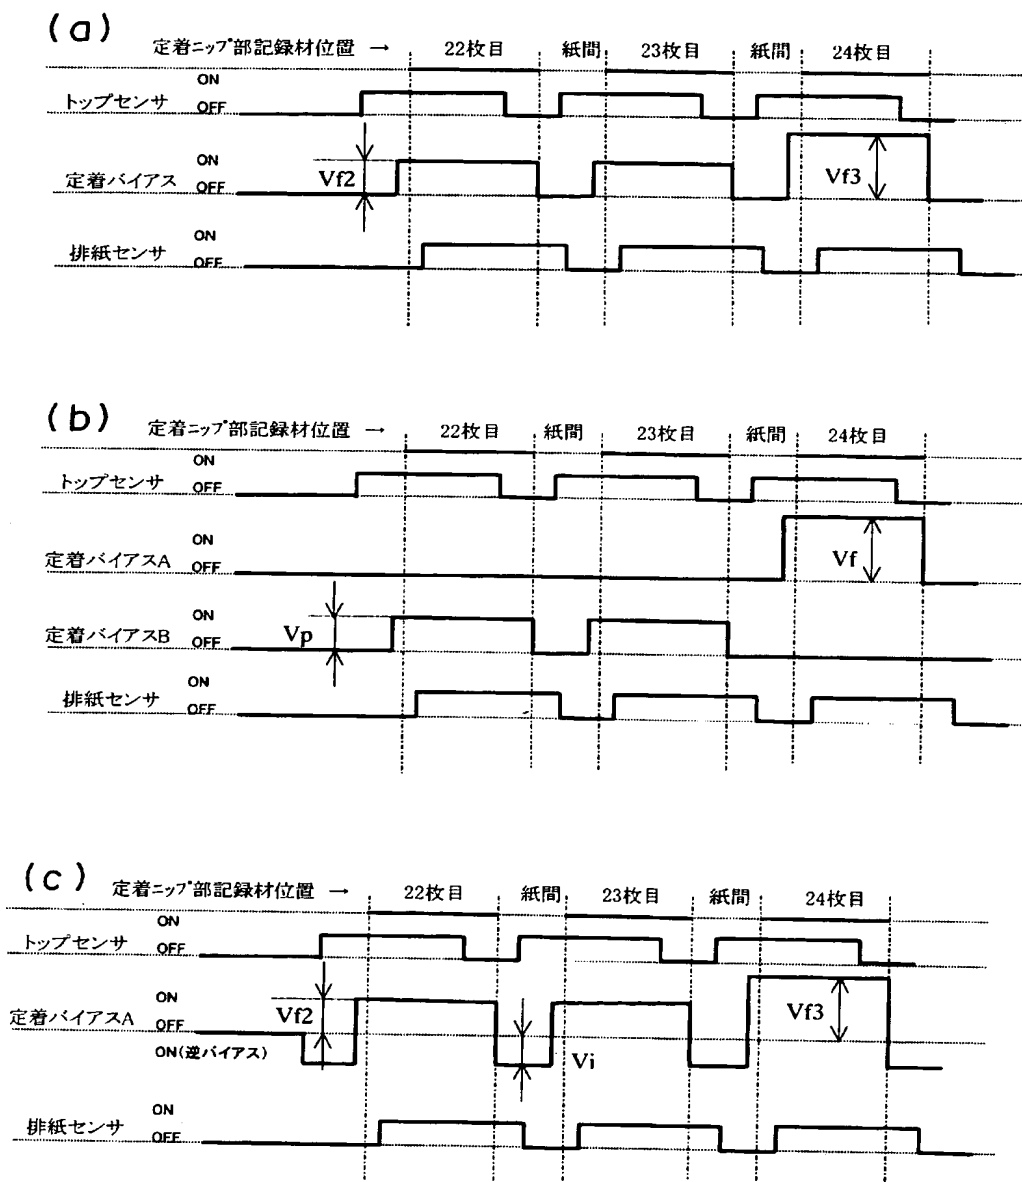 (a)
定着ニップ部記録材位置 → 22枚目 紙間 23枚目 紙間 24枚目
ON
トップセンサ OFF
ON
定着バイアス OFF Vf2 Vf3
ON
排紙センサ OFF
(b)
定着ニップ部記録材位置 → 22枚目 紙間 23枚目 紙間 24枚目
ON
トップセンサ OFF
ON
定着バイアスA OFF Vf
ON
定着バイアスB OFF Vp
ON
排紙センサ OFF
(c)
定着ニップ部記録材位置 → 22枚目 紙間 23枚目 紙間 24枚目
ON
トップセンサ OFF
ON
定着バイアスA OFF Vf2 Vf3
ON(逆バイアス) Vi
ON
排紙センサ OFF